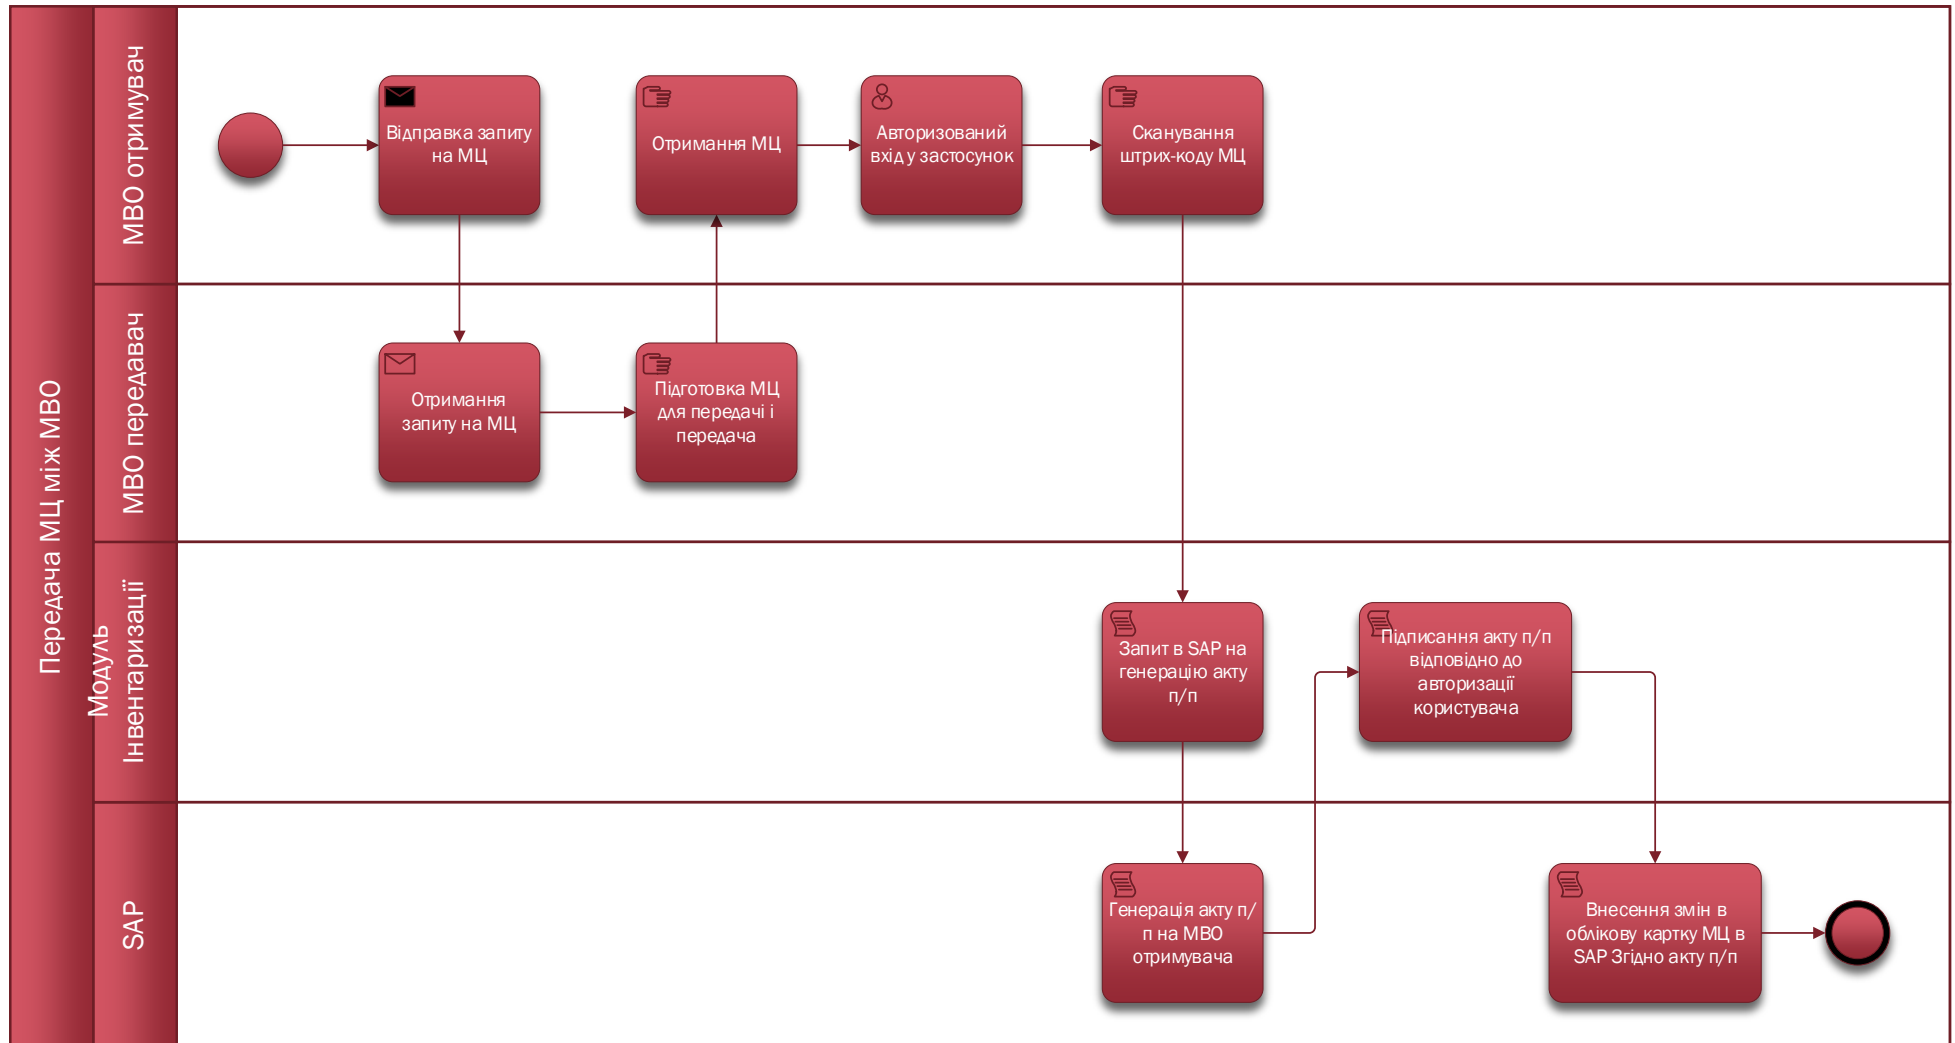 Передача МЦ між МВО
МВО отримувач
Відправка запиту
на МЦ
Отримання МЦ
Авторизований
вхід у застосунок
Сканування
штрих-коду МЦ
МВО передавач
Отримання
запиту на МЦ
Підготовка МЦ
для передачі і
передача
Модуль
Інвентаризації
Запит в SAP на
генерацію акту
п/п
Підписання акту п/п
відповідно до
авторизації
користувача
SAP
Генерація акту п/
п на МВО
отримувача
Внесення змін в
облікову картку МЦ в
SAP Згідно акту п/п